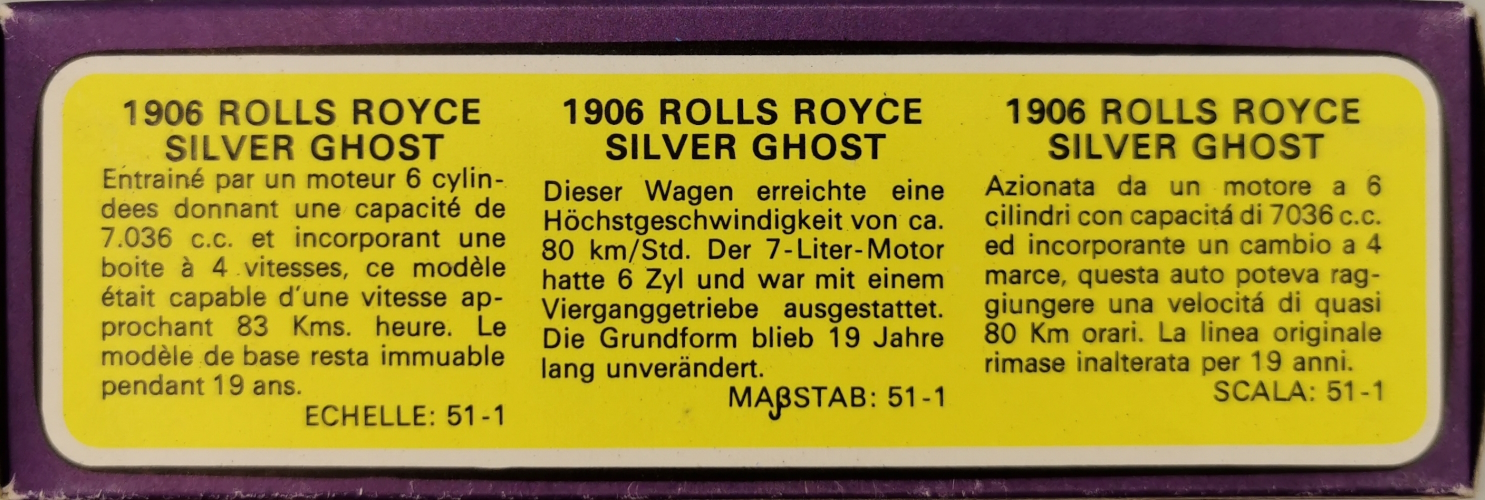 1906 ROLLS ROYCE
SILVER GHOST
Entrainé par un moteur 6 cylin-
dees donnant une capacité de
7.036 c.c. et incorporant une
boite à 4 vitesses, ce modèle
était capable d'une vitesse ap-
prochant 83 Kms. heure. Le
modèle de base resta immuable
pendant 19 ans.
ECHELLE: 51-1
1906 ROLLS ROYCE
SILVER GHOST
Dieser Wagen erreichte eine
Höchstgeschwindigkeit von ca.
80 km/Std. Der 7-Liter-Motor
hatte 6 Zyl und war mit einem
Vierganggetriebe ausgestattet.
Die Grundform blieb 19 Jahre
lang unverändert.
MAßSTAB: 51-1
1906 ROLLS ROYCE
SILVER GHOST
Azionata da un motore a 6
cilindri con capacitá di 7036 c.c.
ed incorporante un cambio a 4
marce, questa auto poteva rag-
giungere una velocitá di quasi
80 Km orari. La linea originale
rimase inalterata per 19 anni.
SCALA: 51-1